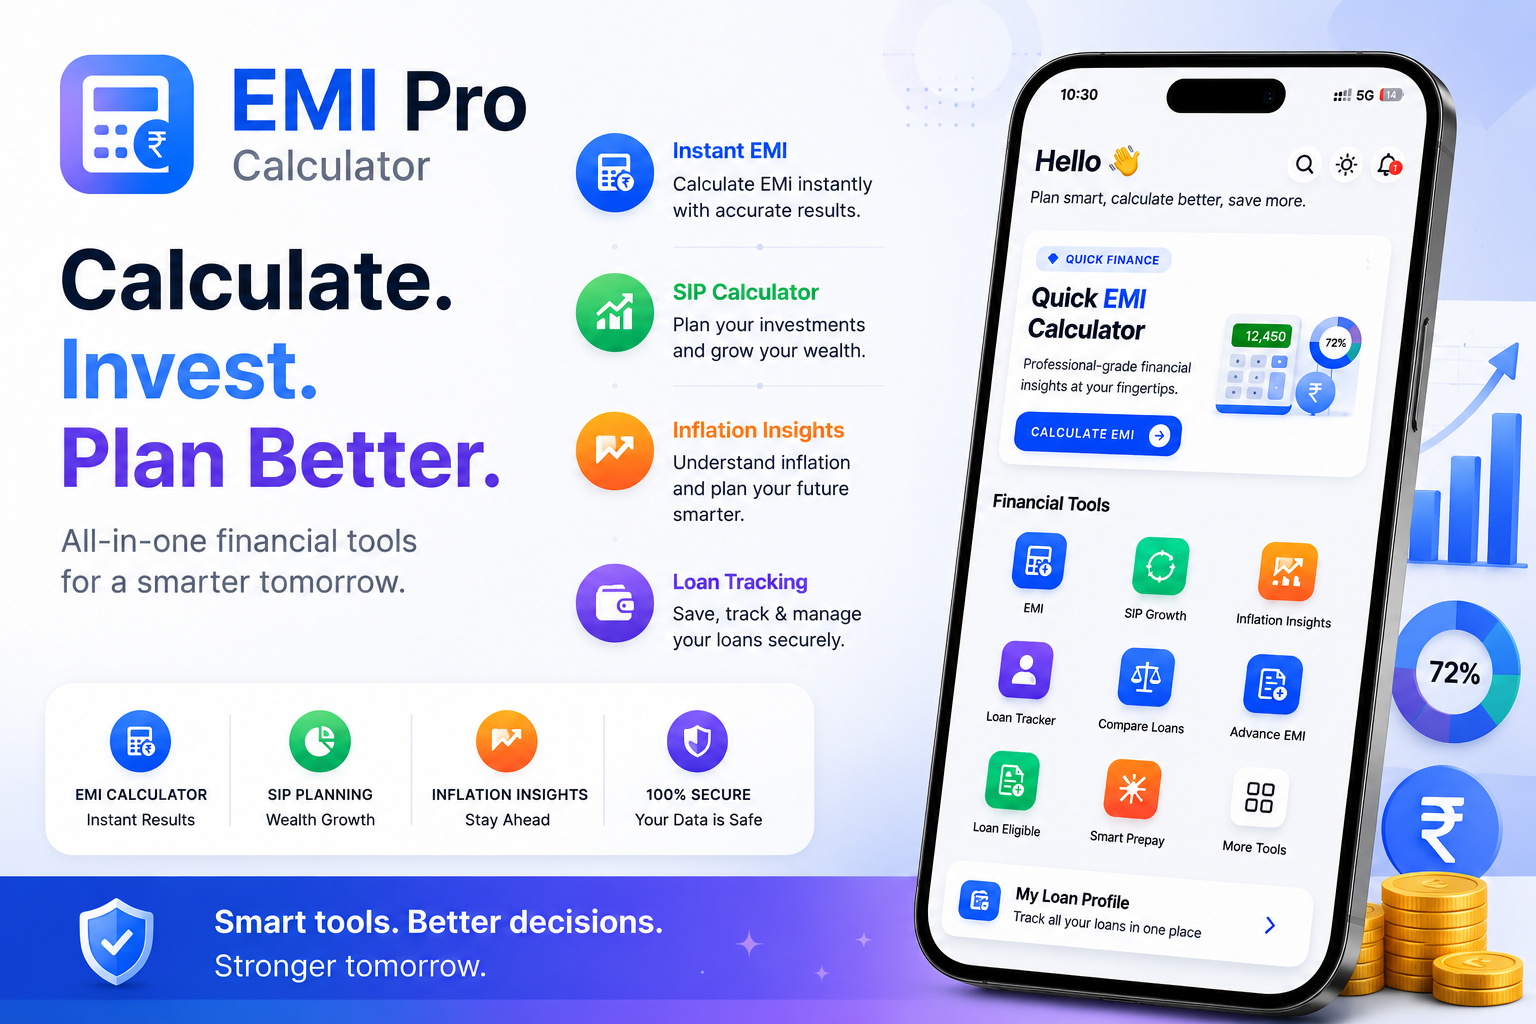 EMI Pro
Calculator
Calculate.
Invest.
Plan Better.
All-in-one financial tools
for a smarter tomorrow.
Instant EMI
Calculate EMi instantly
with accurate results.
SIP Calculator
Plan your investments
and grow your wealth.
Inflation Insights
Understand inflation
and plan your future
smarter.
Loan Tracking
Save, track & manage
your loans securely.
EMI CALCULATOR
Instant Results
SIP PLANNING
Wealth Growth
INFLATION INSIGHTS
Stay Ahead
100% SECURE
Your Data is Safe
Smart tools. Better decisions.
Stronger tomorrow.
10:30
5G 14
Hello 👋
1
Plan smart, calculate better, save more.
QUICK FINANCE
Quick EMI
Calculator
Professional-grade financial
insights at your fingertips.
CALCULATE EMI
12,450
72%
₹
Financial Tools
EMI
SIP Growth
Inflation Insights
Loan Tracker
Compare Loans
Advance EMI
Loan Eligible
Smart Prepay
More Tools
My Loan Profile
Track all your loans in one place
72%
₹